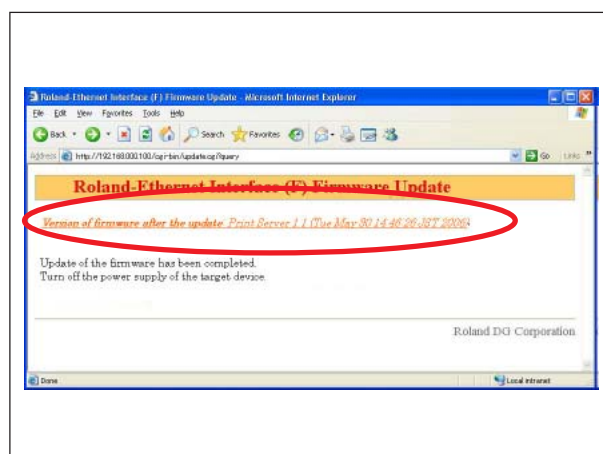 Roland-Ethernet Interface (F) Firmware Update - Microsoft Internet Explorer
File Edit View Favorites Tools Help
Back Search Favorites
Address http://192.168.000.100/cgi-bin/update.cgi?query Go Links »
Roland-Ethernet Interface (F) Firmware Update
Version of firmware after the update Print Server 1.1 (Tue May 30 14:46:26 JST 2006)
Update of the firmware has been completed.
Turn off the power supply of the target device.
Roland DG Corporation
Done Local intranet